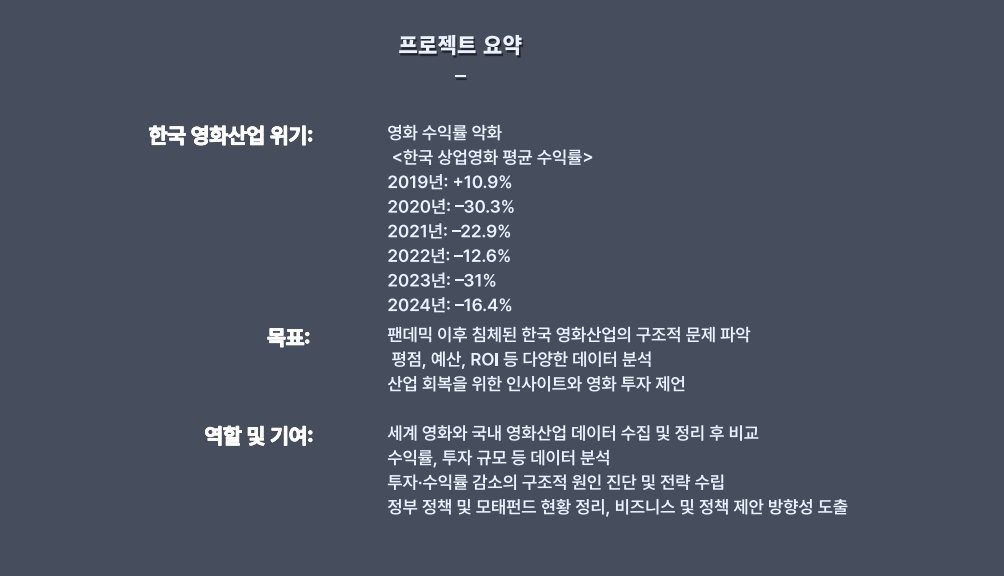 프로젝트 요약
–
한국 영화산업 위기:
영화 수익률 악화
<한국 상업영화 평균 수익률>
2019년: +10.9%
2020년: –30.3%
2021년: –22.9%
2022년: –12.6%
2023년: –31%
2024년: –16.4%
목표:
팬데믹 이후 침체된 한국 영화산업의 구조적 문제 파악
평점, 예산, ROI 등 다양한 데이터 분석
산업 회복을 위한 인사이트와 영화 투자 제언
역할 및 기여:
세계 영화와 국내 영화산업 데이터 수집 및 정리 후 비교
수익률, 투자 규모 등 데이터 분석
투자·수익률 감소의 구조적 원인 진단 및 전략 수립
정부 정책 및 모태펀드 현황 정리, 비즈니스 및 정책 제안 방향성 도출